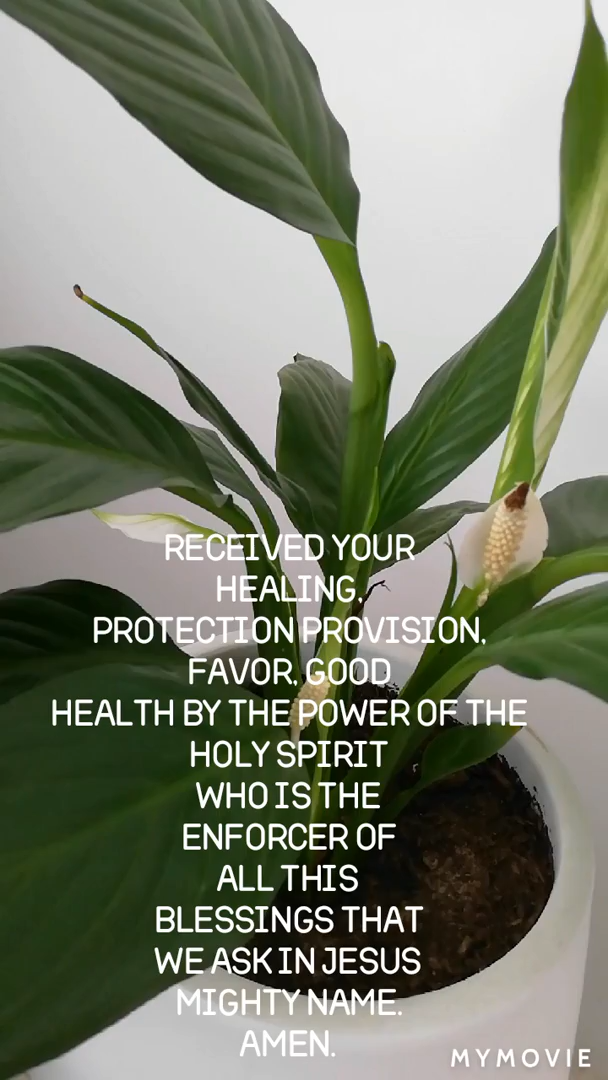 RECEIVED YOUR
HEALING,
PROTECTION PROVISION,
FAVOR, GOOD
HEALTH BY THE POWER OF THE
HOLY SPIRIT
WHO IS THE
ENFORCER OF
ALL THIS
BLESSINGS THAT
WE ASK IN JESUS
MIGHTY NAME.
AMEN.
MYMOVIE